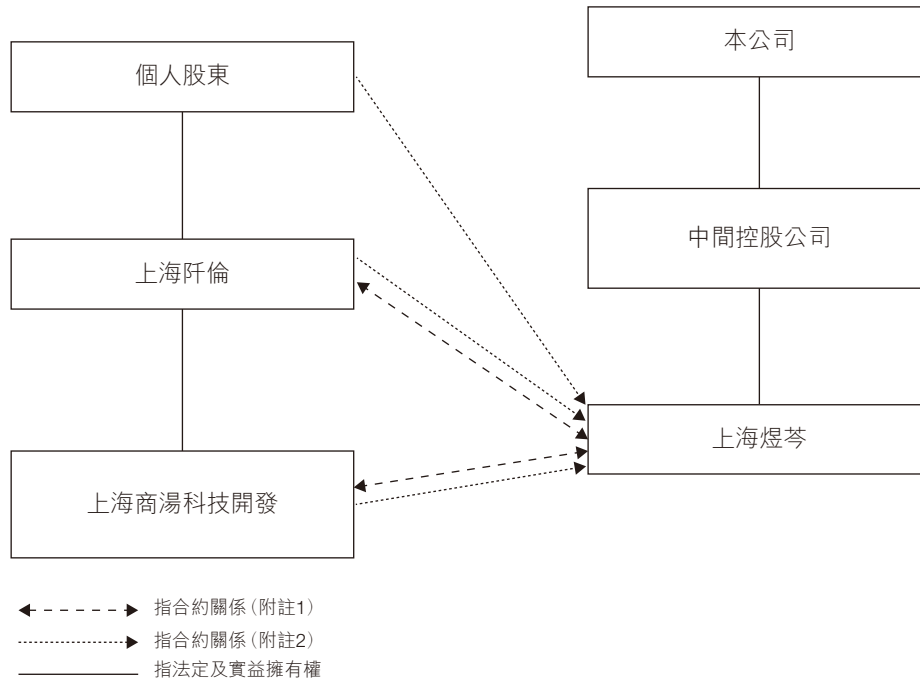 本公司
個人股東
中間控股公司
上海阡倫
上海煜芩
上海商湯科技開發
指合約關係（附註1）
指合約關係（附註2）
指法定及實益擁有權